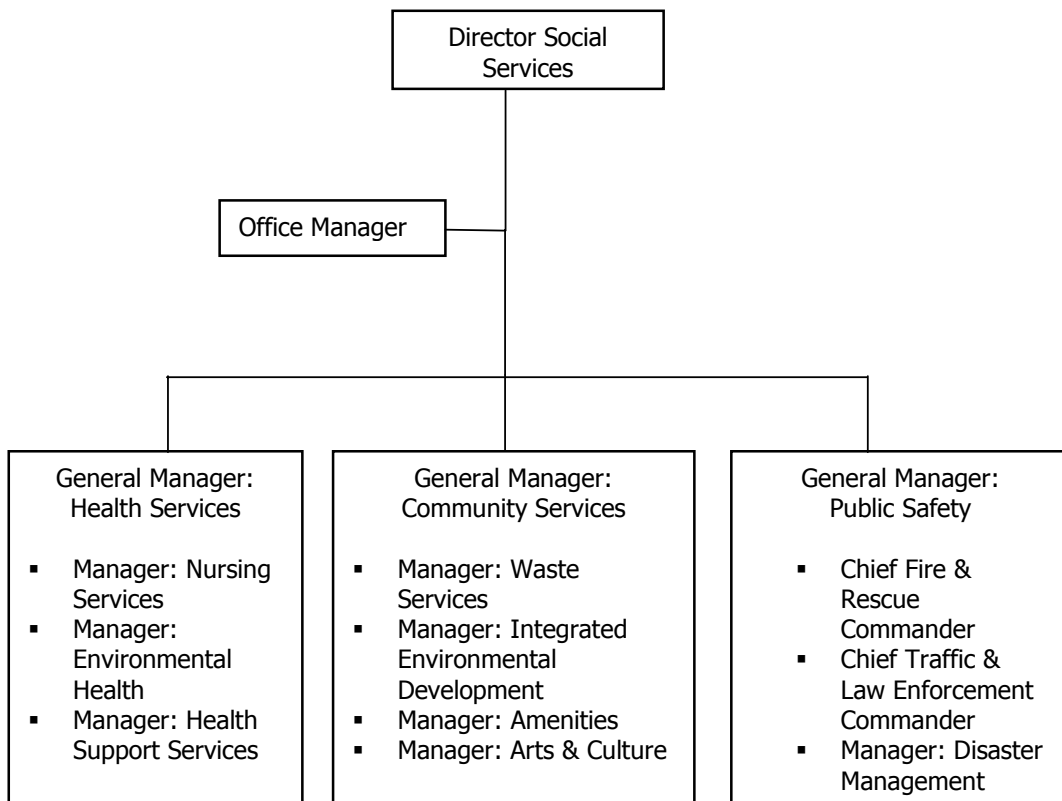 Director Social
Services
Office Manager
General Manager:
Health Services
▪ Manager: Nursing
Services
▪ Manager:
Environmental
Health
▪ Manager: Health
Support Services
General Manager:
Community Services
▪ Manager: Waste
Services
▪ Manager: Integrated
Environmental
Development
▪ Manager: Amenities
▪ Manager: Arts & Culture
General Manager:
Public Safety
▪ Chief Fire &
Rescue
Commander
▪ Chief Traffic &
Law Enforcement
Commander
▪ Manager: Disaster
Management